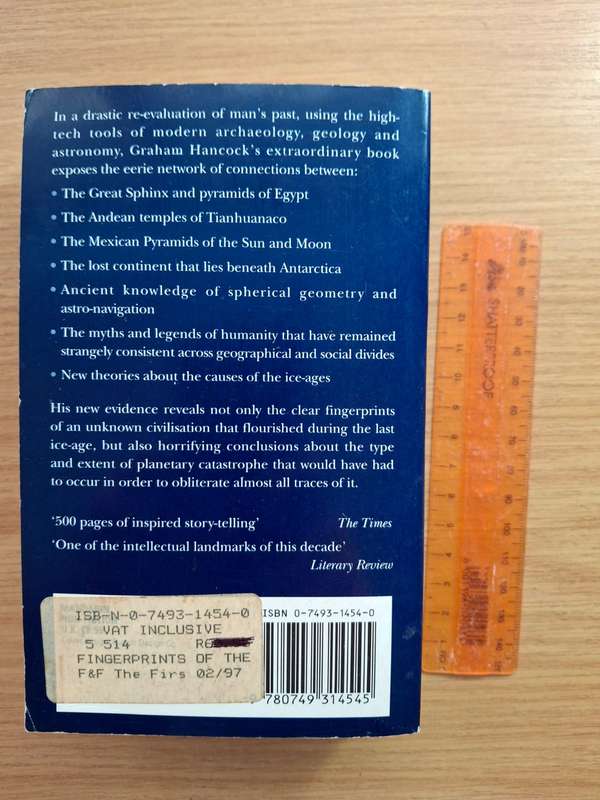 In a drastic re-evaluation of man's past, using the high-
tech tools of modern archaeology, geology and
astronomy, Graham Hancock's extraordinary book
exposes the eerie network of connections between:
• The Great Sphinx and pyramids of Egypt
• The Andean temples of Tianhuanaco
• The Mexican Pyramids of the Sun and Moon
• The lost continent that lies beneath Antarctica
• Ancient knowledge of spherical geometry and
astro-navigation
• The myths and legends of humanity that have remained
strangely consistent across geographical and social divides
• New theories about the causes of the ice-ages
His new evidence reveals not only the clear fingerprints
of an unknown civilisation that flourished during the last
ice-age, but also horrifying conclusions about the type
and extent of planetary catastrophe that would have had
to occur in order to obliterate almost all traces of it.
'500 pages of inspired story-telling' The Times
'One of the intellectual landmarks of this decade'
Literary Review
ISB-N-0-7493-1454-0
VAT INCLUSIVE
5 514 R6
FINGERPRINTS OF THE
F&F The Firs 02/97
ISBN 0-7493-1454-0
780749 314545
SHATTERPROOF